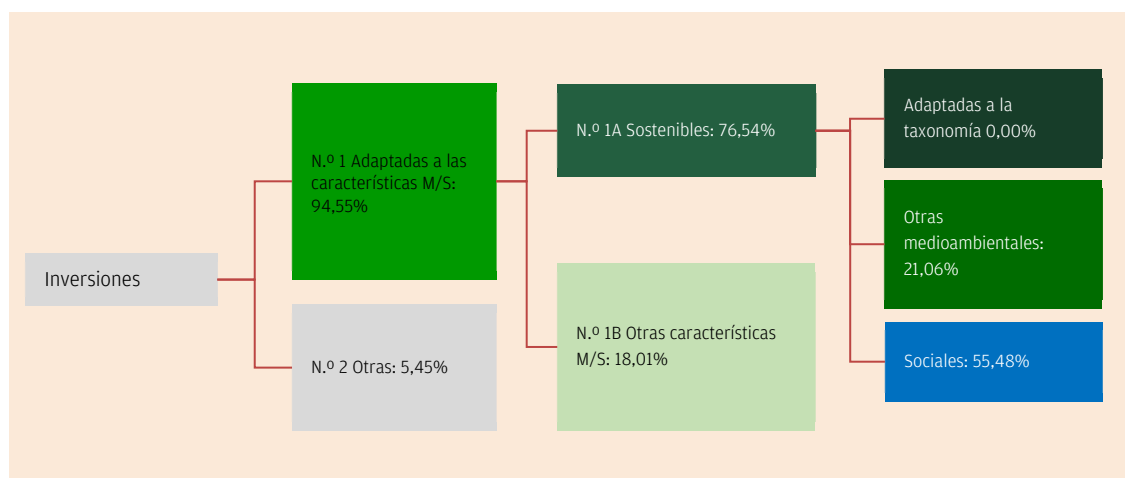 Inversiones
N.º 1 Adaptadas a las
características M/S:
94,55%
N.º 2 Otras: 5,45%
N.º 1A Sostenibles: 76,54%
N.º 1B Otras características
M/S: 18,01%
Adaptadas a la
taxonomía 0,00%
Otras
medioambientales:
21,06%
Sociales: 55,48%